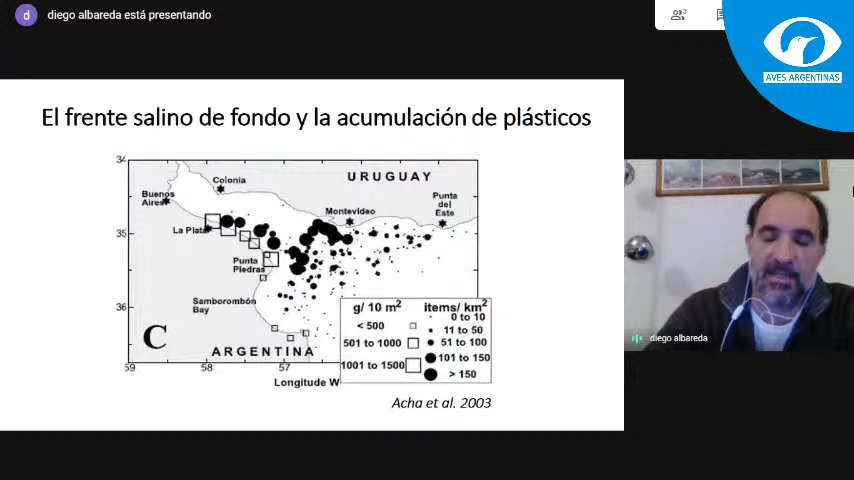 diego albareda está presentando
d
3
AVES ARGENTINAS
El frente salino de fondo y la acumulación de plásticos
34
35
36
59
58
57
Colonia
URUGUAY
Buenos
Aires
Punta
del
Este
Montevideo
La Plata
Punta
Piedras
Samborombón
Bay
C
ARGENTINA
Longitude W
g/ 10 m²
< 500
501 to 1000
1001 to 1500
items/ km²
0 to 10
11 to 50
51 to 100
101 to 150
> 150
Acha et al. 2003
diego albareda